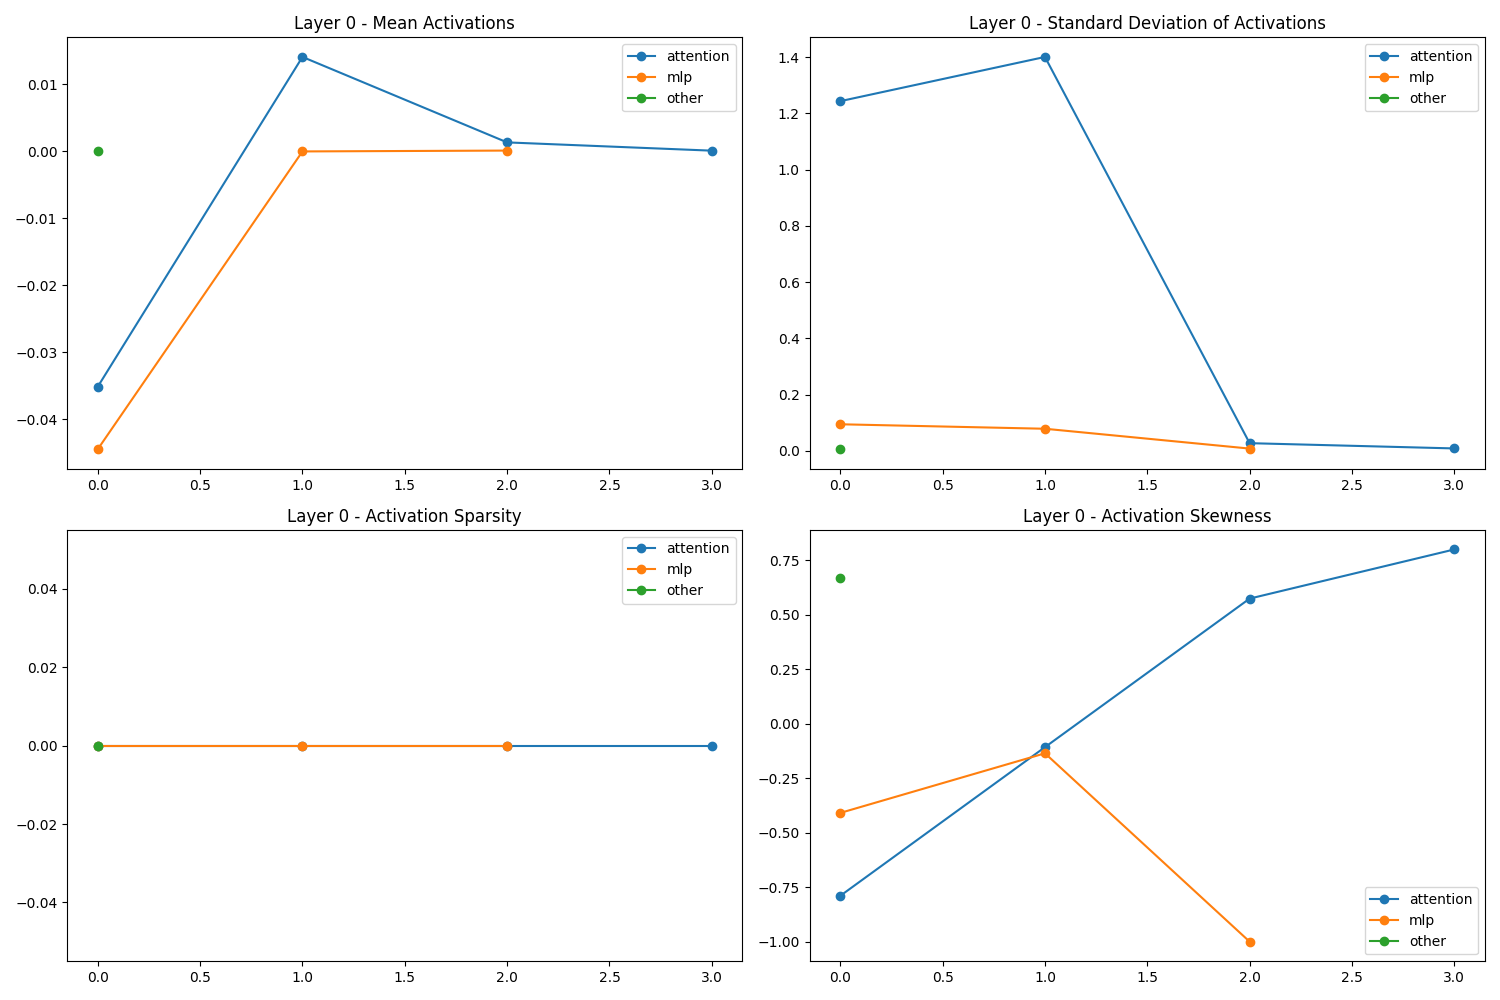 Layer 0 - Mean Activations
0.01
0.00
−0.01
−0.02
−0.03
−0.04
0.0 0.5 1.0 1.5 2.0 2.5 3.0
attention
mlp
other
Layer 0 - Standard Deviation of Activations
1.4
1.2
1.0
0.8
0.6
0.4
0.2
0.0
0.0 0.5 1.0 1.5 2.0 2.5 3.0
attention
mlp
other
Layer 0 - Activation Sparsity
0.04
0.02
0.00
−0.02
−0.04
0.0 0.5 1.0 1.5 2.0 2.5 3.0
attention
mlp
other
Layer 0 - Activation Skewness
0.75
0.50
0.25
0.00
−0.25
−0.50
−0.75
−1.00
0.0 0.5 1.0 1.5 2.0 2.5 3.0
attention
mlp
other